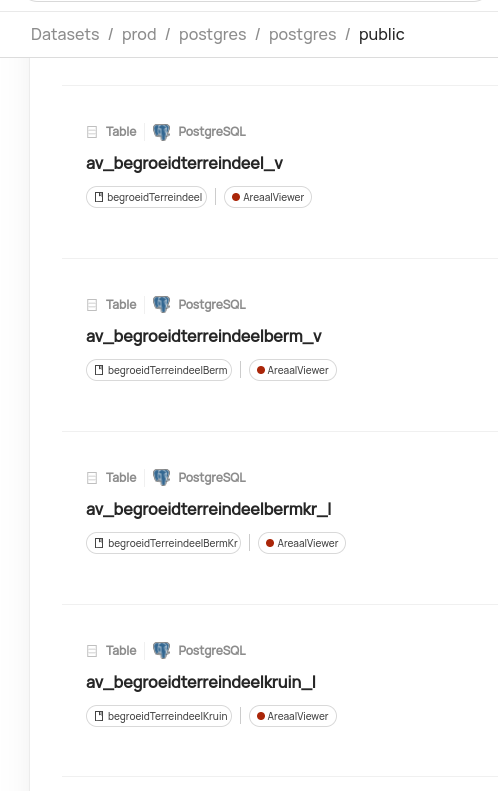 Datasets / prod / postgres / postgres / public
Table PostgreSQL
av_begroeidterreindeel_v
begroeidTerreindeel AreaalViewer
Table PostgreSQL
av_begroeidterreindeelberm_v
begroeidTerreindeelBerm AreaalViewer
Table PostgreSQL
av_begroeidterreindeelbermkr_l
begroeidTerreindeelBermKr AreaalViewer
Table PostgreSQL
av_begroeidterreindeelkruin_l
begroeidTerreindeelKruin AreaalViewer